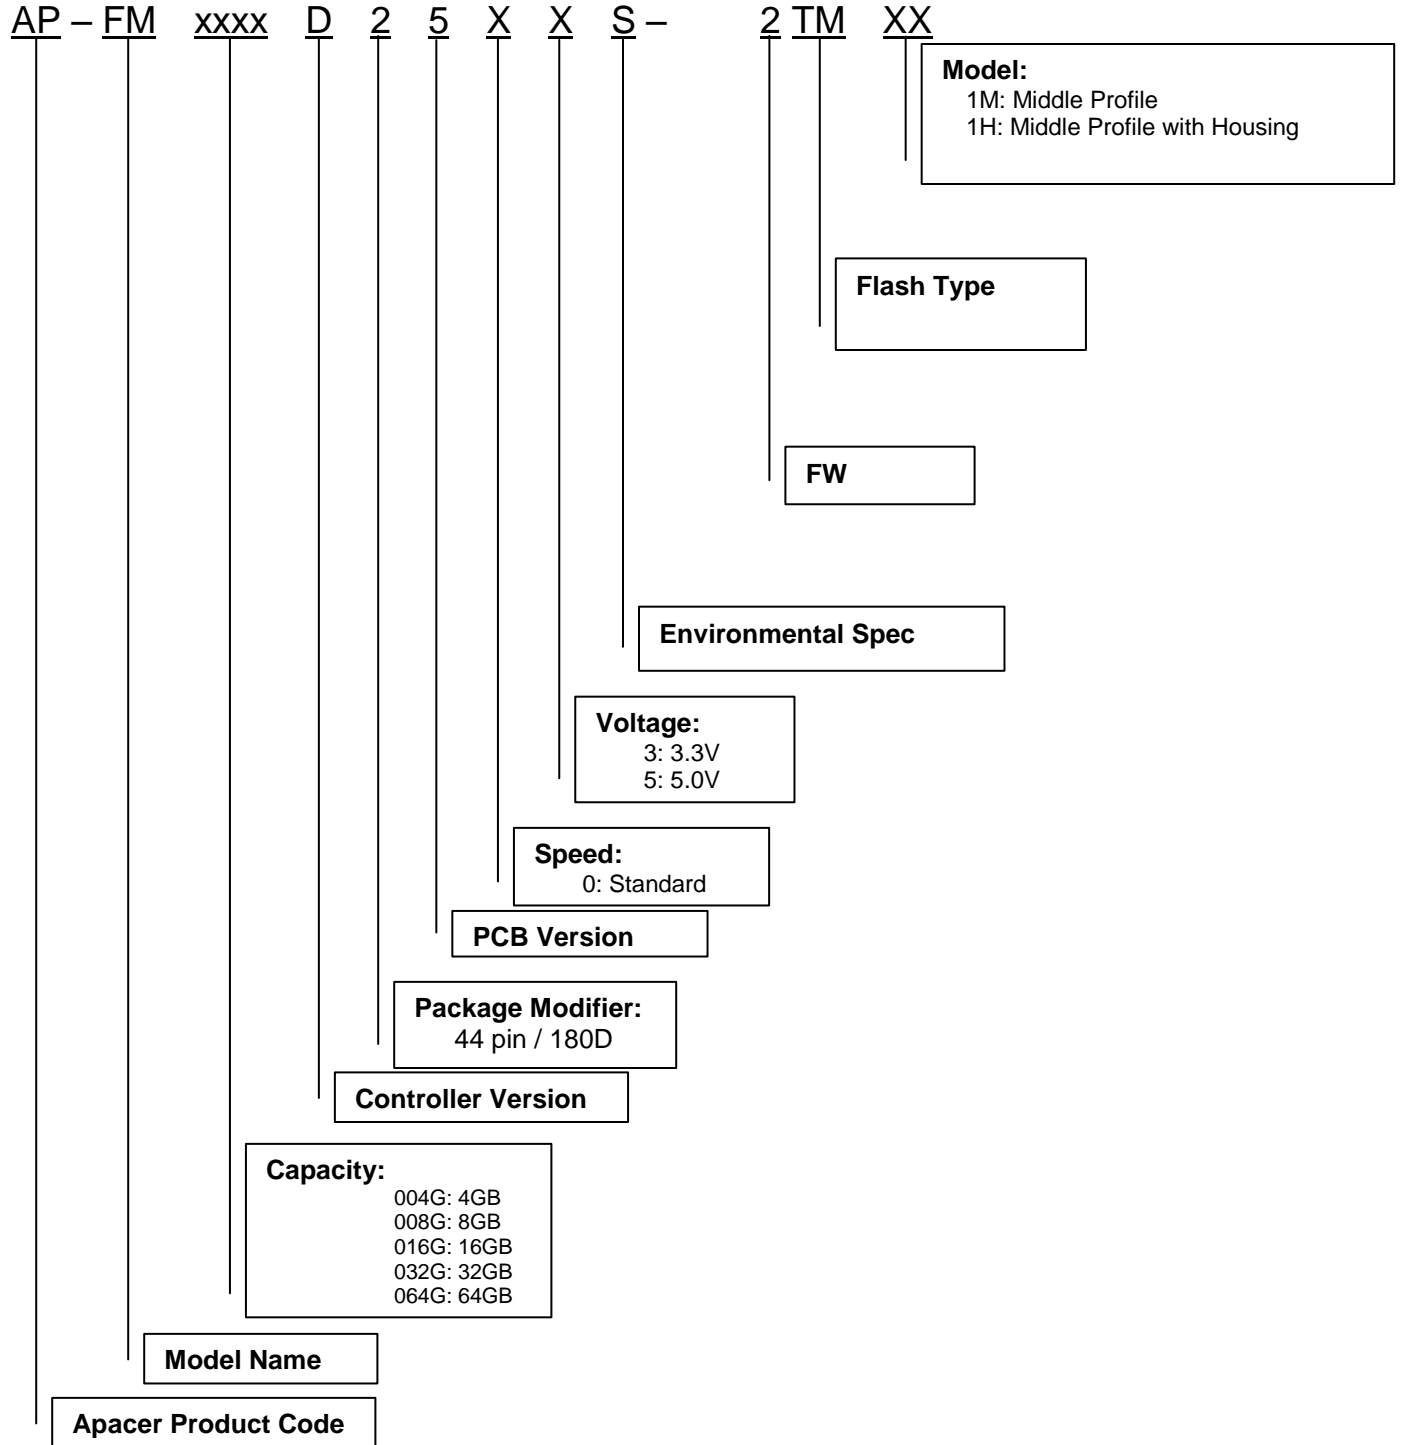 AP – FM xxxx D 2 5 X X S – 2 TM XX
Model:
1M: Middle Profile
1H: Middle Profile with Housing
Flash Type
FW
Environmental Spec
Voltage:
3: 3.3V
5: 5.0V
Speed:
0: Standard
PCB Version
Package Modifier:
44 pin / 180D
Controller Version
Capacity:
004G: 4GB
008G: 8GB
016G: 16GB
032G: 32GB
064G: 64GB
Model Name
Apacer Product Code